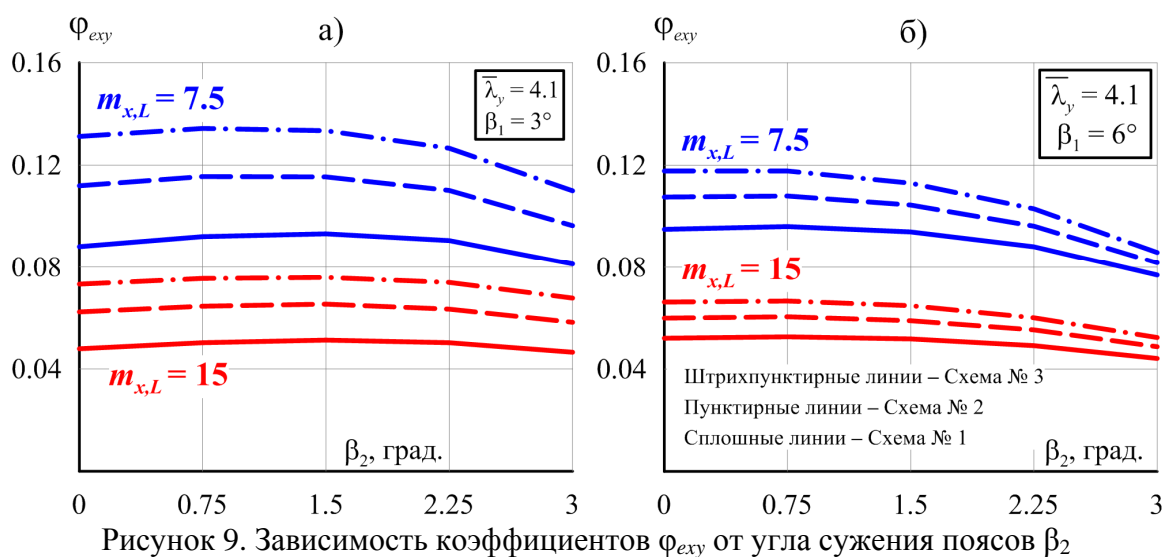 φexy
а)
0.16
0.12
0.08
0.04
mx,L = 7.5
λ̅y = 4.1
β1 = 3°
mx,L = 15
β2, град.
0 0.75 1.5 2.25 3
φexy
б)
0.16
0.12
0.08
0.04
λ̅y = 4.1
β1 = 6°
mx,L = 7.5
mx,L = 15
Штрихпунктирные линии – Схема № 3
Пунктирные линии – Схема № 2
Сплошные линии – Схема № 1
β2, град.
0 0.75 1.5 2.25 3
Рисунок 9. Зависимость коэффициентов φexy от угла сужения поясов β2